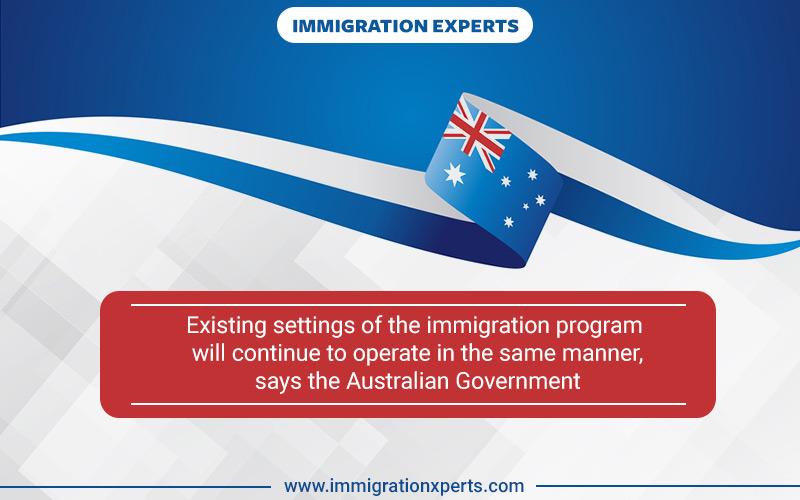 IMMIGRATION EXPERTS
Existing settings of the immigration program
will continue to operate in the same manner,
says the Australian Government
www.immigrationxperts.com